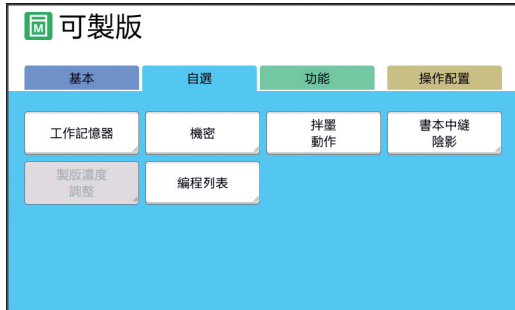 M 可製版
基本 自選 功能 操作配置
工作記憶器 機密 拌墨 書本中縫
動作 陰影
製版濃度 编程列表
調整